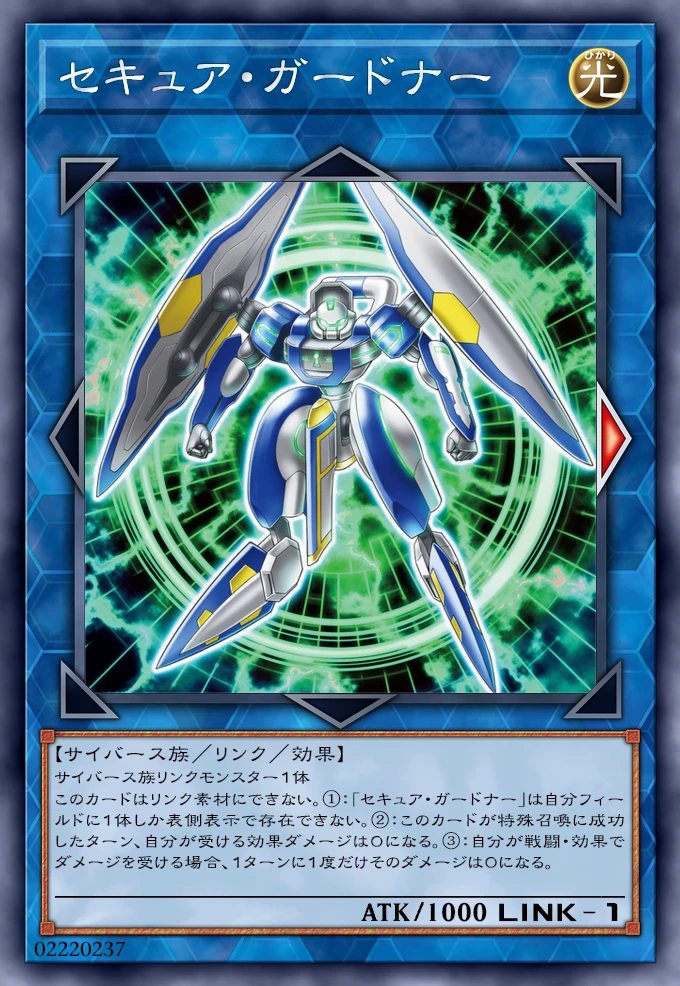 セキュア・ガードナー
ひかり
光
【サイバース族／リンク／効果】
サイバース族リンクモンスター1体
このカードはリンク素材にできない。①：「セキュア・ガードナー」は自分フィー
ルドに1体しか表側表示で存在できない。②：このカードが特殊召喚に成功
したターン、自分が受ける効果ダメージは0になる。③：自分が戦闘・効果で
ダメージを受ける場合、1ターンに1度だけそのダメージは0になる。
ATK/1000 LINK-1
02220237